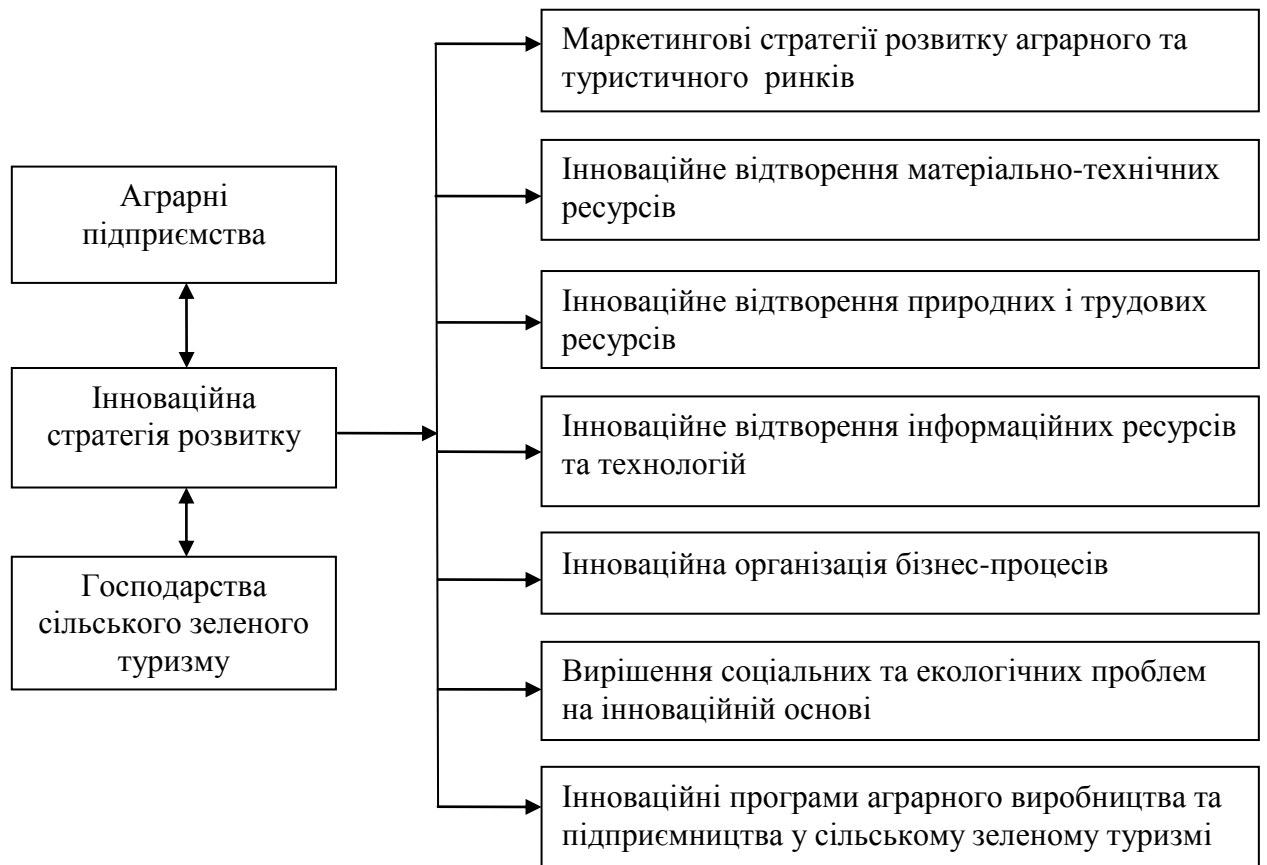 Маркетингові стратегії розвитку аграрного та
туристичного ринків
Інноваційне відтворення матеріально-технічних
ресурсів
Аграрні
підприємства
Інноваційне відтворення природних і трудових
ресурсів
Інноваційна
стратегія розвитку
Інноваційне відтворення інформаційних ресурсів
та технологій
Інноваційна організація бізнес-процесів
Господарства
сільського зеленого
туризму
Вирішення соціальних та екологічних проблем
на інноваційній основі
Інноваційні програми аграрного виробництва та
підприємництва у сільському зеленому туризмі